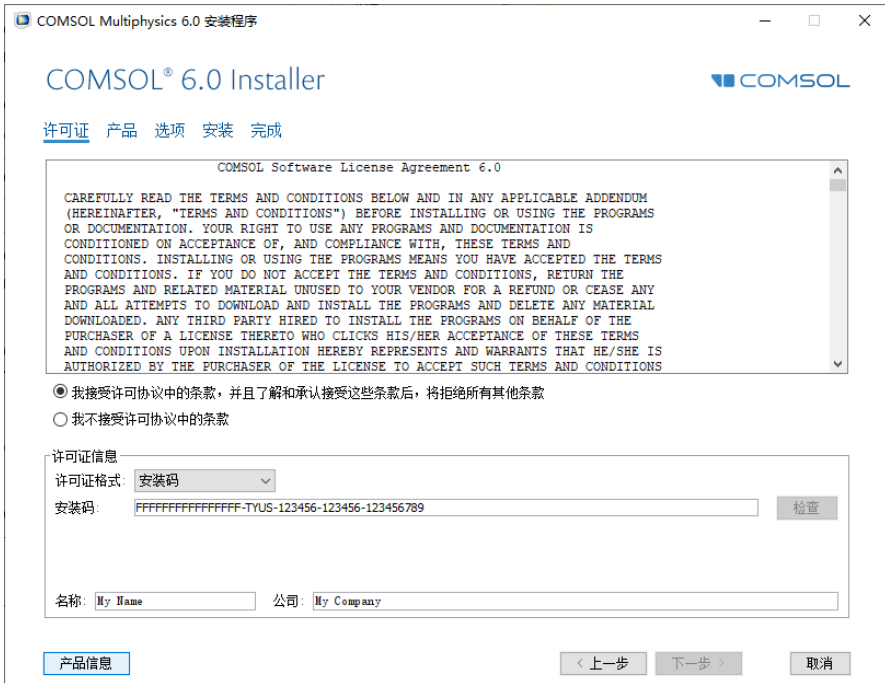 COMSOL Multiphysics 6.0 安装程序
COMSOL® 6.0 Installer
COMSOL
许可证 产品 选项 安装 完成
COMSOL Software License Agreement 6.0
CAREFULLY READ THE TERMS AND CONDITIONS BELOW AND IN ANY APPLICABLE ADDENDUM
(HEREINAFTER, "TERMS AND CONDITIONS") BEFORE INSTALLING OR USING THE PROGRAMS
OR DOCUMENTATION. YOUR RIGHT TO USE ANY PROGRAMS AND DOCUMENTATION IS
CONDITIONED ON ACCEPTANCE OF, AND COMPLIANCE WITH, THESE TERMS AND
CONDITIONS. INSTALLING OR USING THE PROGRAMS MEANS YOU HAVE ACCEPTED THE TERMS
AND CONDITIONS. IF YOU DO NOT ACCEPT THE TERMS AND CONDITIONS, RETURN THE
PROGRAMS AND RELATED MATERIAL UNUSED TO YOUR VENDOR FOR A REFUND OR CEASE ANY
AND ALL ATTEMPTS TO DOWNLOAD AND INSTALL THE PROGRAMS AND DELETE ANY MATERIAL
DOWNLOADED. ANY THIRD PARTY HIRED TO INSTALL THE PROGRAMS ON BEHALF OF THE
PURCHASER OF A LICENSE THERETO WHO CLICKS HIS/HER ACCEPTANCE OF THESE TERMS
AND CONDITIONS UPON INSTALLATION HEREBY REPRESENTS AND WARRANTS THAT HE/SHE IS
AUTHORIZED BY THE PURCHASER OF THE LICENSE TO ACCEPT SUCH TERMS AND CONDITIONS
我接受许可协议中的条款，并且了解和承认接受这些条款后，将拒绝所有其他条款
我不接受许可协议中的条款
许可证信息
许可证格式: 安装码
安装码: FFFFFFFFFFFFFFFF-TYUS-123456-123456-123456789 检查
名称: My Name 公司: My Company
产品信息 < 上一步 下一步 > 取消